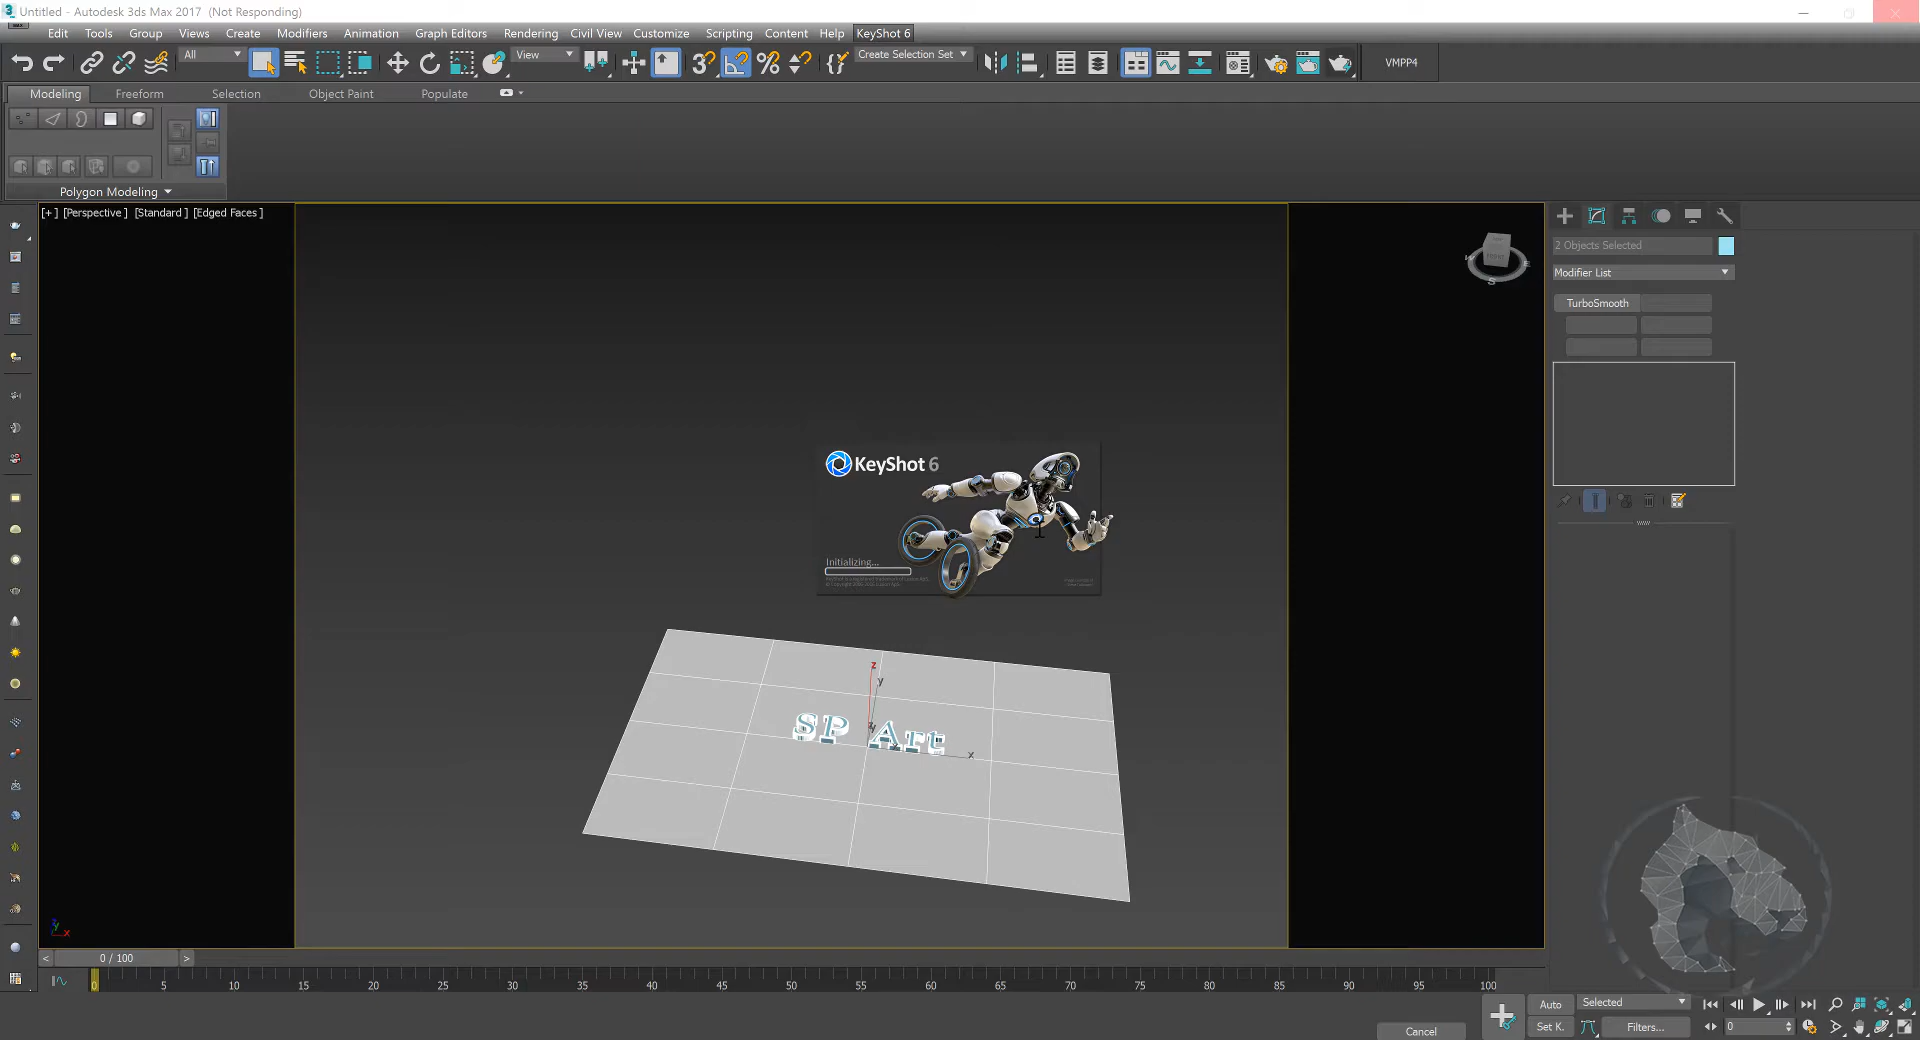 Untitled - Autodesk 3ds Max 2017 (Not Responding)
Edit Tools Group Views Create Modifiers Animation Graph Editors Rendering Civil View Customize Scripting Content Help KeyShot 6
All View Create Selection Set VMPP4
Modeling Freeform Selection Object Paint Populate
Polygon Modeling
[+] [Perspective] [Standard] [Edged Faces]
2 Objects Selected
Modifier List
TurboSmooth
KeyShot 6
Initializing...
z
y
SP Art
x
0 / 100
0 5 10 15 20 25 30 35 40 45 50 55 60 65 70 75 80 85 90 95 100
Auto Selected
Set K. Filters... 0
Cancel